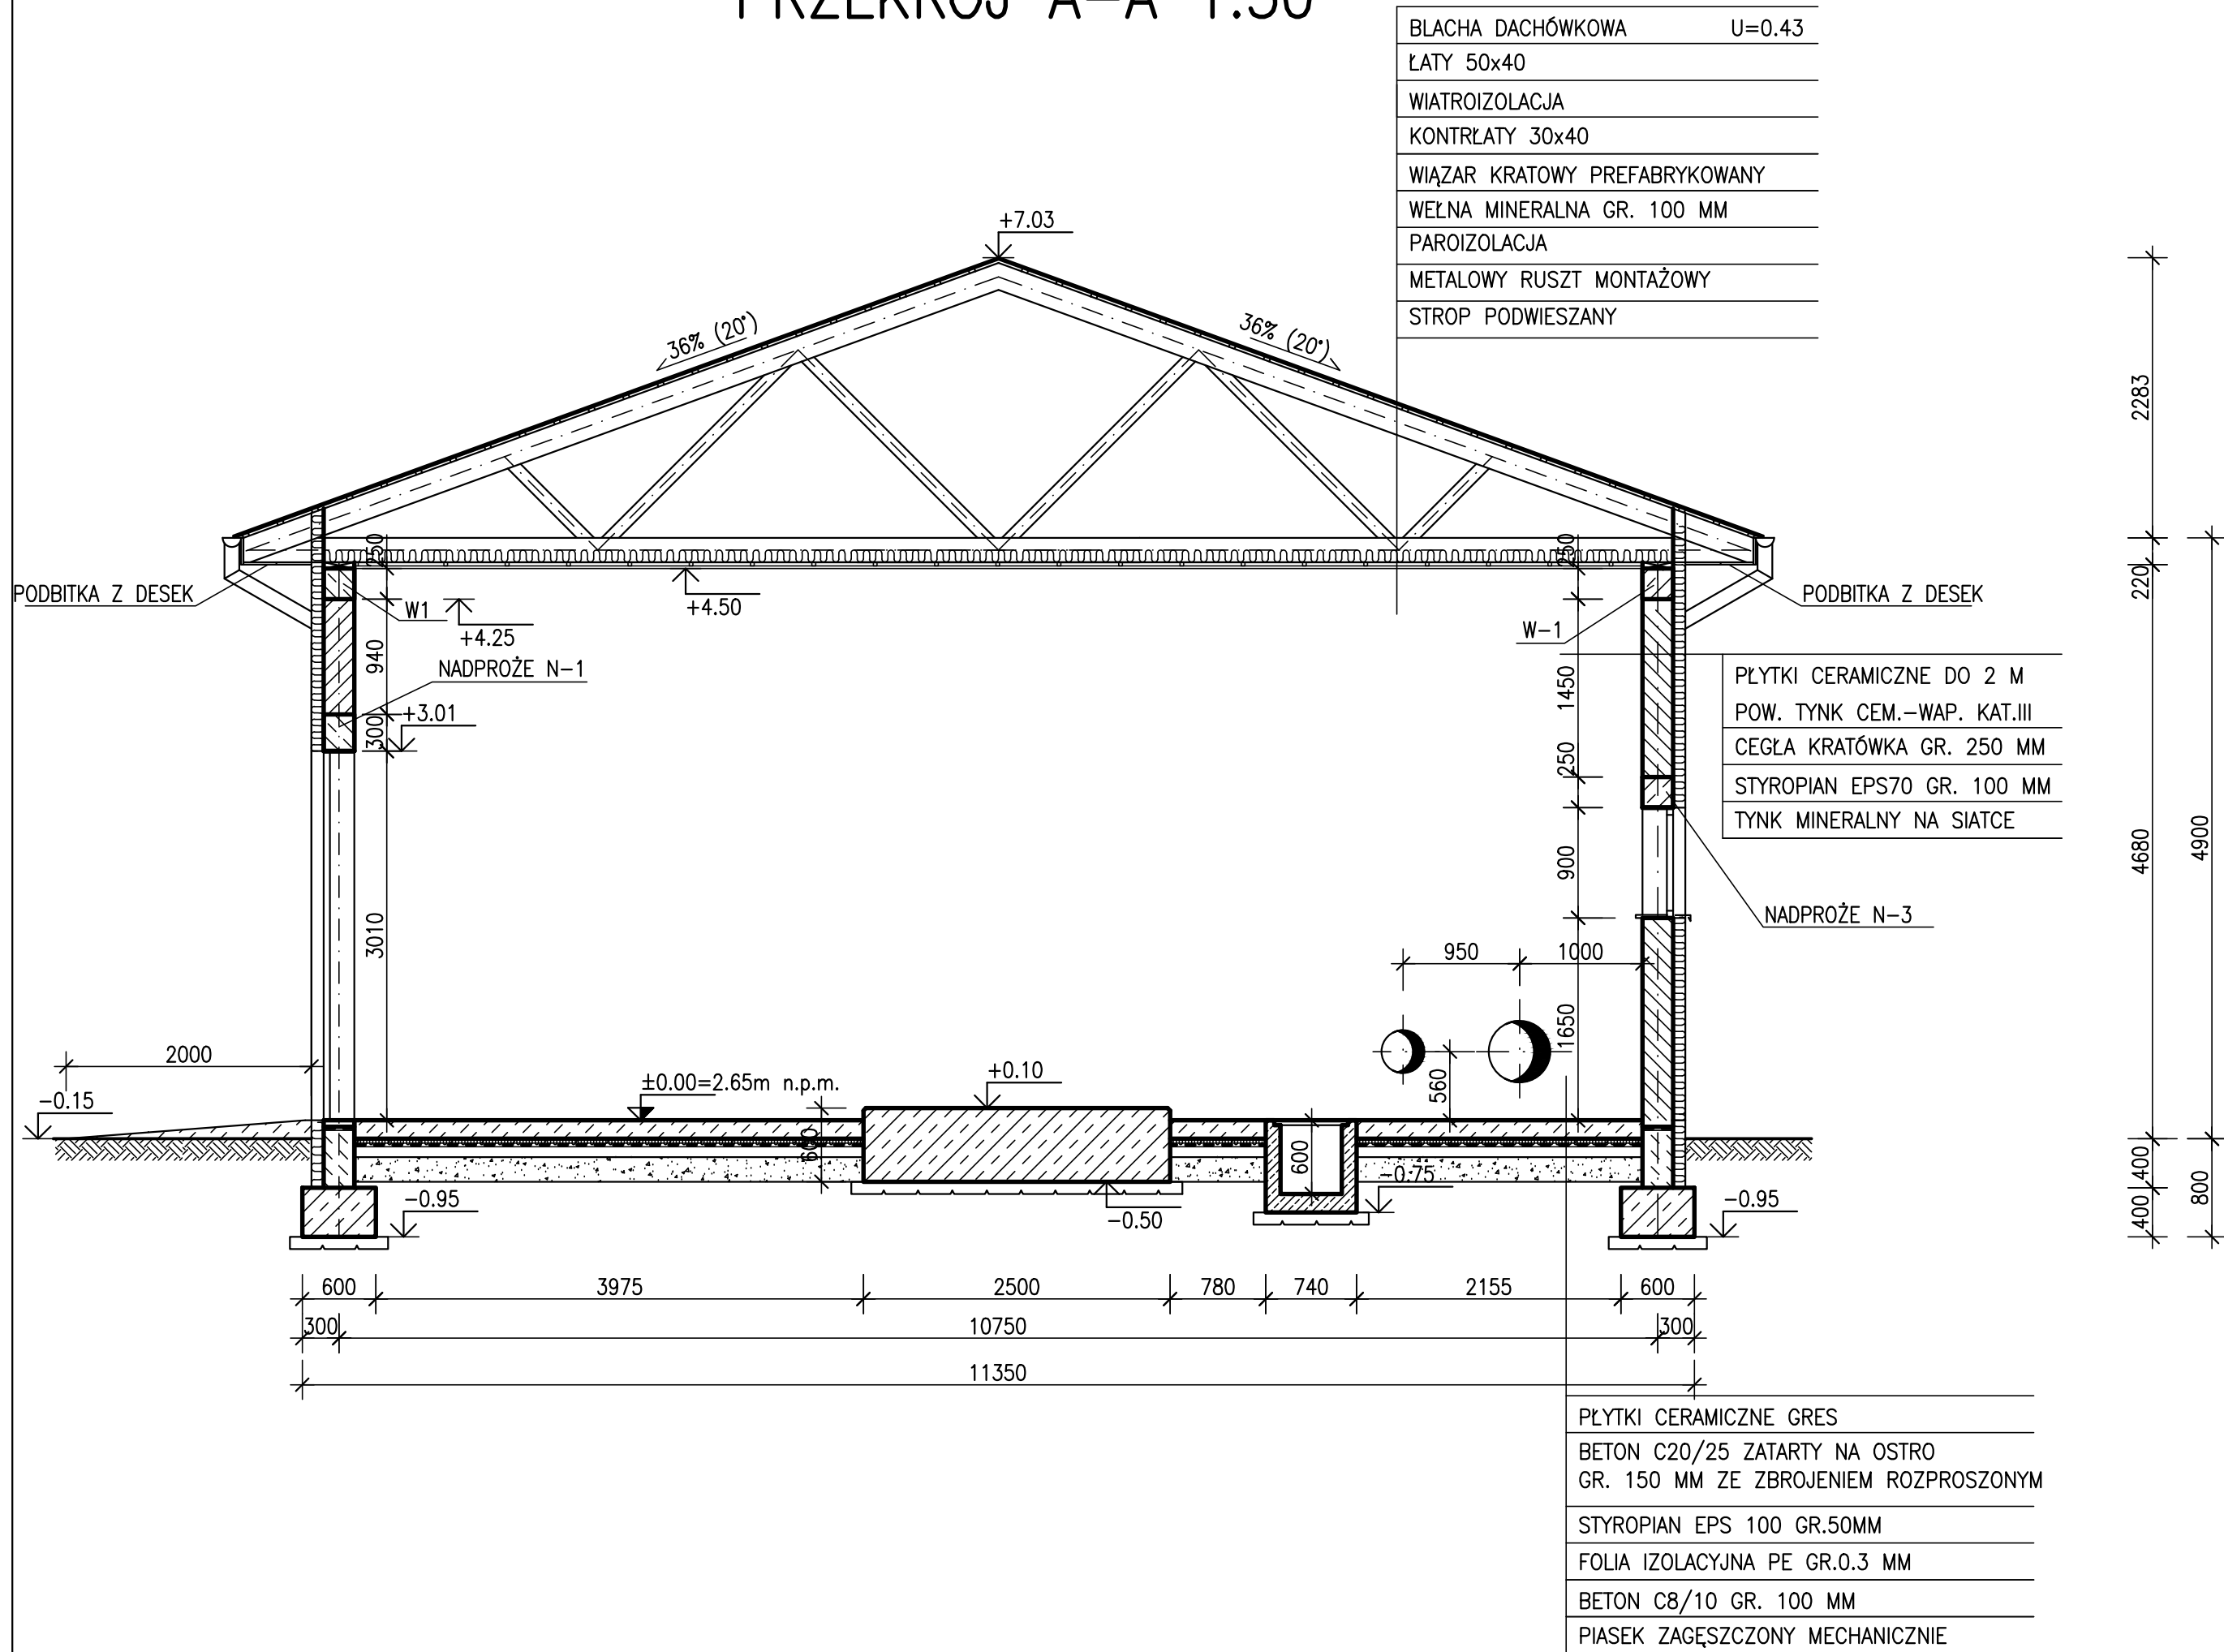 PRZEKRÓJ A-A 1:50
BLACHA DACHÓWKOWA U=0.43
ŁATY 50x40
WIATROIZOLACJA
KONTRŁATY 30x40
WIĄZAR KRATOWY PREFABRYKOWANY
WEŁNA MINERALNA GR. 100 MM
PAROIZOLACJA
METALOWY RUSZT MONTAŻOWY
STROP PODWIESZANY
+7.03
36% (20°)
36% (20°)
2283
250
250
220
PODBITKA Z DESEK
W1
+4.25
+4.50
PODBITKA Z DESEK
W-1
940
NADPROŻE N-1
300
+3.01
1450
250
PŁYTKI CERAMICZNE DO 2 M
POW. TYNK CEM.-WAP. KAT.III
CEGŁA KRATÓWKA GR. 250 MM
STYROPIAN EPS70 GR. 100 MM
TYNK MINERALNY NA SIATCE
4680
4900
900
NADPROŻE N-3
3010
950
1000
1650
560
2000
-0.15
±0.00=2.65m n.p.m.
+0.10
600
600
-0.75
-0.95
-0.50
-0.95
400
400
800
600
3975
2500
780
740
2155
600
300
10750
300
11350
PŁYTKI CERAMICZNE GRES
BETON C20/25 ZATARTY NA OSTRO
GR. 150 MM ZE ZBROJENIEM ROZPROSZONYM
STYROPIAN EPS 100 GR.50MM
FOLIA IZOLACYJNA PE GR.0.3 MM
BETON C8/10 GR. 100 MM
PIASEK ZAGĘSZCZONY MECHANICZNIE